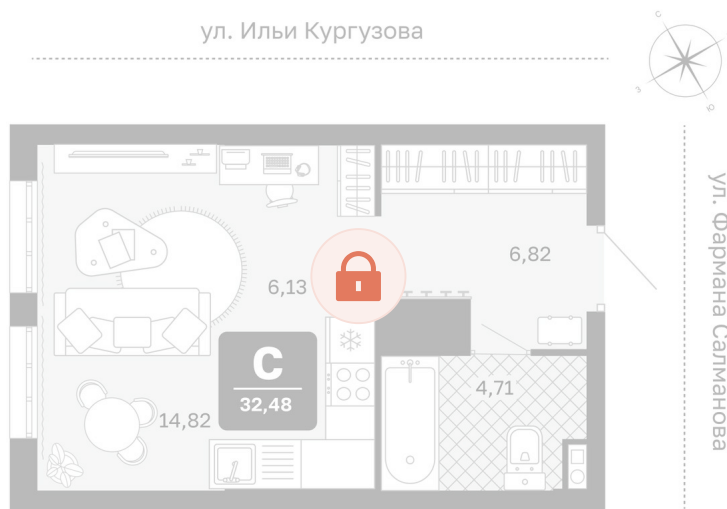 ул. Ильи Кургузова
С
З
Ю
ул. Фармана Салманова
6,82
6,13
С
32,48
4,71
14,82